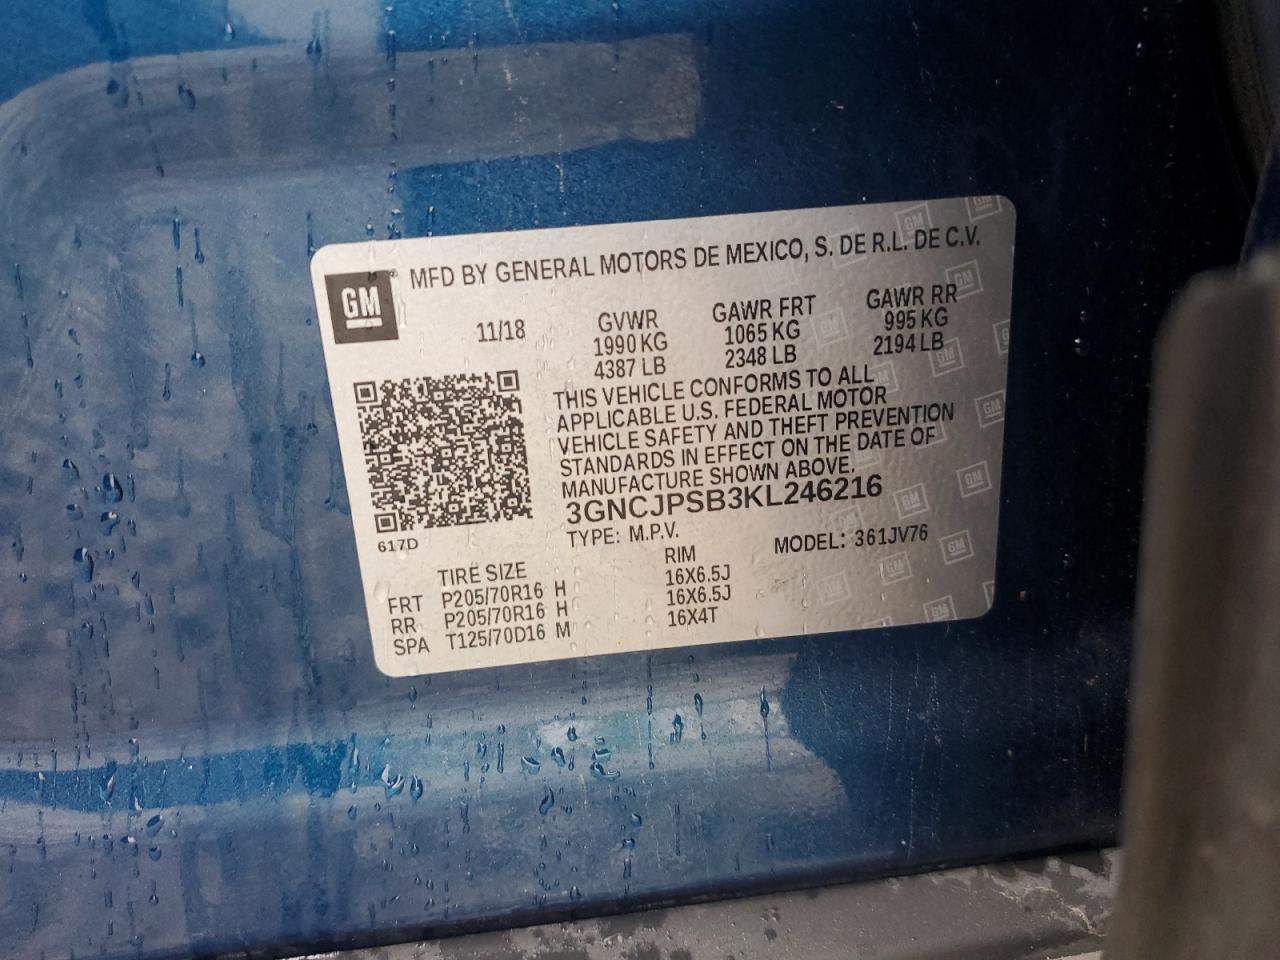 GM
MFD BY GENERAL MOTORS DE MEXICO, S. DE R.L. DE C.V.
11/18
GVWR GAWR FRT GAWR RR
1990 KG 1065 KG 995 KG
4387 LB 2348 LB 2194 LB
THIS VEHICLE CONFORMS TO ALL
APPLICABLE U.S. FEDERAL MOTOR
VEHICLE SAFETY AND THEFT PREVENTION
STANDARDS IN EFFECT ON THE DATE OF
MANUFACTURE SHOWN ABOVE.
3GNCJPSB3KL246216
617D
TYPE: M.P.V. MODEL: 361JV76
TIRE SIZE RIM
FRT P205/70R16 H 16X6.5J
RR P205/70R16 H 16X6.5J
SPA T125/70D16 M 16X4T